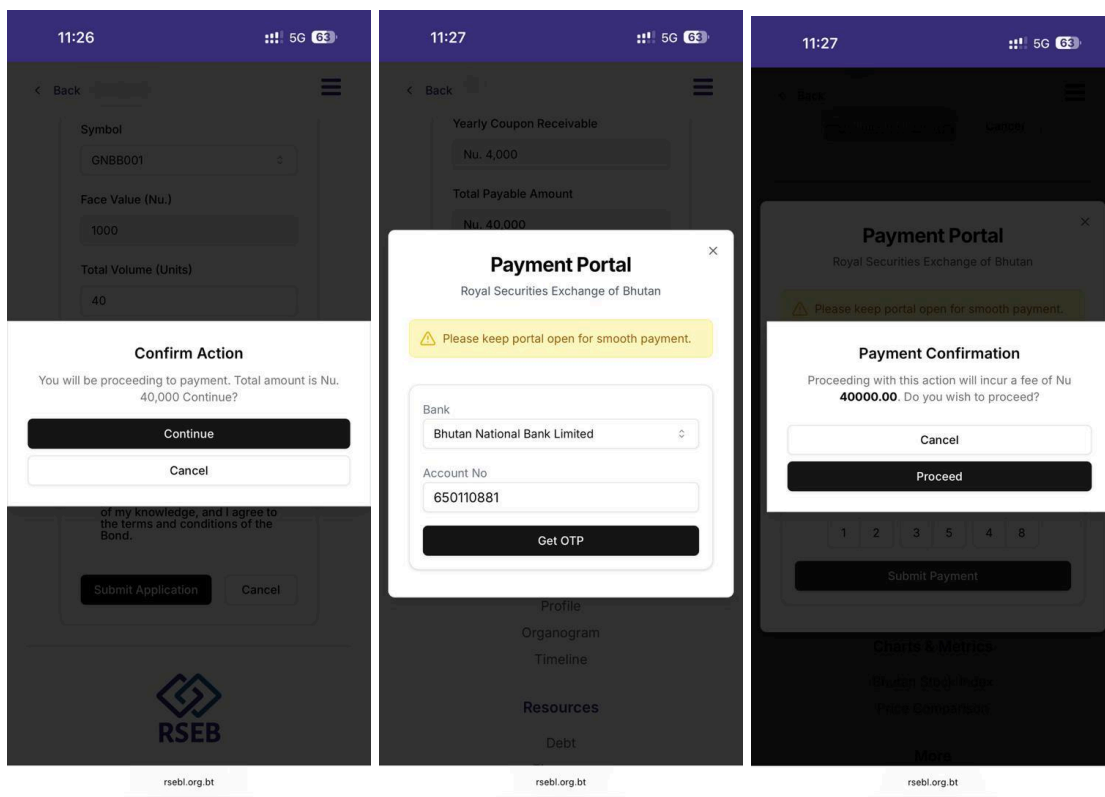 11:26
5G 63
Back
Symbol
GNBB001
Face Value (Nu.)
1000
Total Volume (Units)
40
Confirm Action
You will be proceeding to payment. Total amount is Nu.
40,000 Continue?
Continue
Cancel
of my knowledge, and I agree to
the terms and conditions of the
Bond.
Submit Application
Cancel
RSEB
rsebl.org.bt
11:27
5G 63
Back
Yearly Coupon Receivable
Nu. 4,000
Total Payable Amount
Nu. 40,000
Payment Portal
Royal Securities Exchange of Bhutan
Please keep portal open for smooth payment.
Bank
Bhutan National Bank Limited
Account No
650110881
Get OTP
Profile
Organogram
Timeline
Resources
Debt
rsebl.org.bt
11:27
5G 63
Back
Cancel
Payment Portal
Royal Securities Exchange of Bhutan
Please keep portal open for smooth payment.
Payment Confirmation
Proceeding with this action will incur a fee of Nu
40000.00. Do you wish to proceed?
Cancel
Proceed
1 2 3 5 4 8
Submit Payment
Charts & Metrics
Bhutan Stock Index
Price Comparison
More
rsebl.org.bt